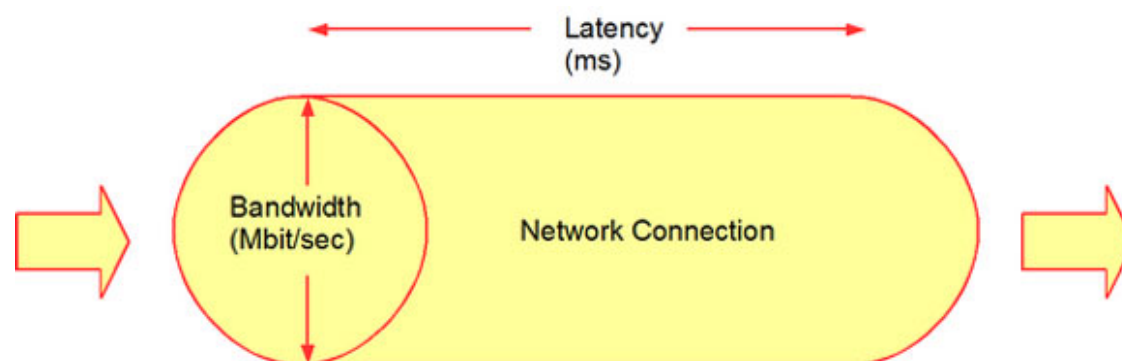 Latency
(ms)
Bandwidth
(Mbit/sec)
Network Connection